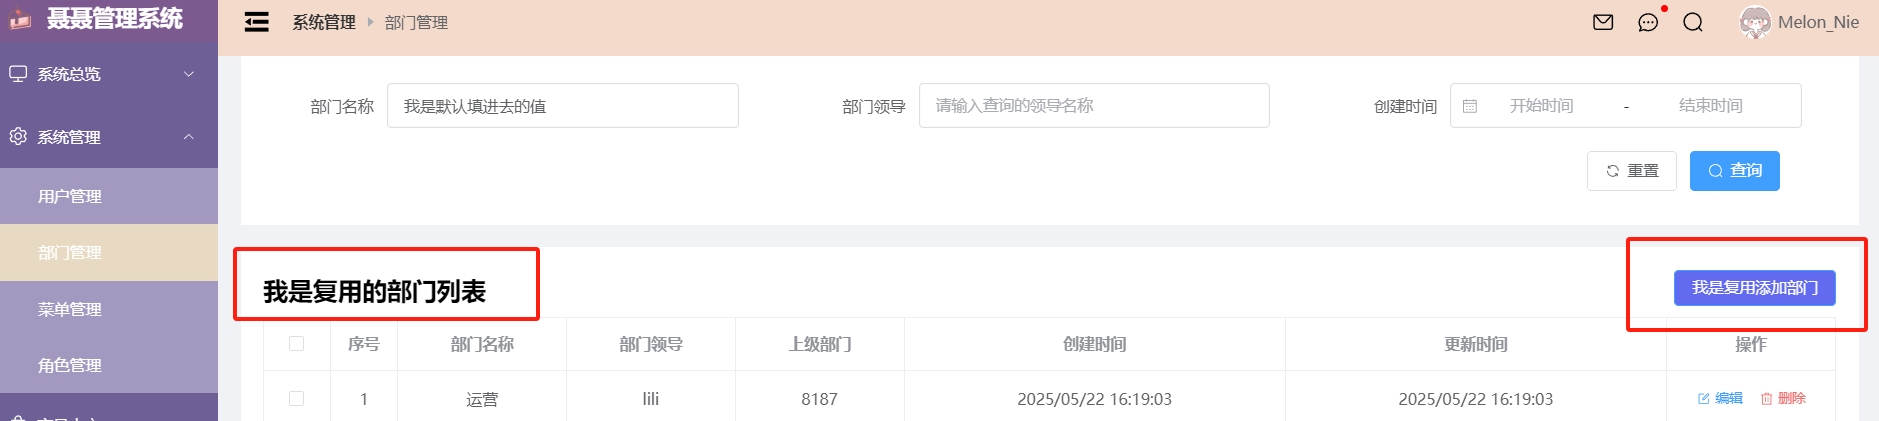 聂聂管理系统
系统管理 部门管理
Melon_Nie
系统总览
系统管理
用户管理
部门管理
菜单管理
角色管理
部门名称 我是默认填进去的值 部门领导 请输入查询的领导名称 创建时间 开始时间 - 结束时间
重置 查询
我是复用的部门列表 我是复用添加部门
序号 部门名称 部门领导 上级部门 创建时间 更新时间 操作
1 运营 lili 8187 2025/05/22 16:19:03 2025/05/22 16:19:03 编辑 删除